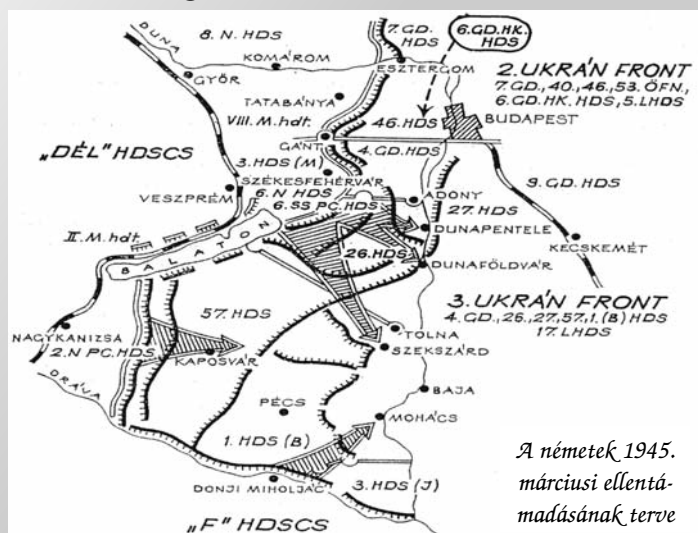 DUNA
8. N. HDS
7. GD.
HDS
6. GD. HK.
HDS
KOMÁROM
ESZTERGOM
GYŐR
2. UKRÁN FRONT
7. GD., 40., 46., 53. ÖFN.,
6. GD. HK. HDS, 5. LHDS
TATABÁNYA
VIII. M. hdt.
46. HDS
BUDAPEST
GÁNT
4. GD. HDS
„DÉL" HDSCS
3. HDS (M)
SZÉKESFEHÉRVÁR
9. GD. HDS
VESZPRÉM
6. N HDS
6. SS PC. HDS
ADONY
27. HDS
II. M. hdt.
DUNAPENTELE
BALATON
KECSKEMÉT
26. HDS
DUNAFÖLDVÁR
57. HDS
3. UKRÁN FRONT
4. GD., 26., 27., 57., 1. (B) HDS
17. LHDS
NAGYKANIZSA
TOLNA
2. N PC. HDS
KAPOSVÁR
SZEKSZÁRD
DRÁVA
BAJA
PÉCS
MOHÁCS
1. HDS (B)
DONJI MIHOLJAC
3. HDS (J)
„F" HDSCS
A németek 1945.
márciusi ellentá-
madásának terve